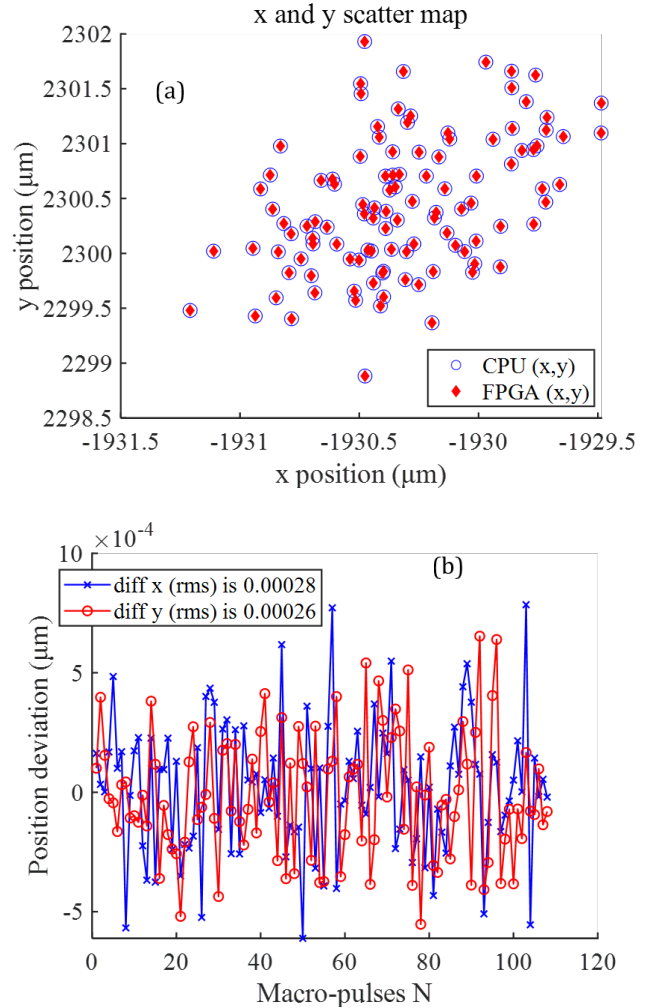 x and y scatter map
(a)
2302
2301.5
2301
2300.5
2300
2299.5
2299
2298.5
y position (μm)
CPU (x,y)
FPGA (x,y)
-1931.5 -1931 -1930.5 -1930 -1929.5
x position (μm)
×10⁻⁴
(b)
10
5
0
-5
Position deviation (μm)
diff x (rms) is 0.00028
diff y (rms) is 0.00026
0 20 40 60 80 100 120
Macro-pulses N